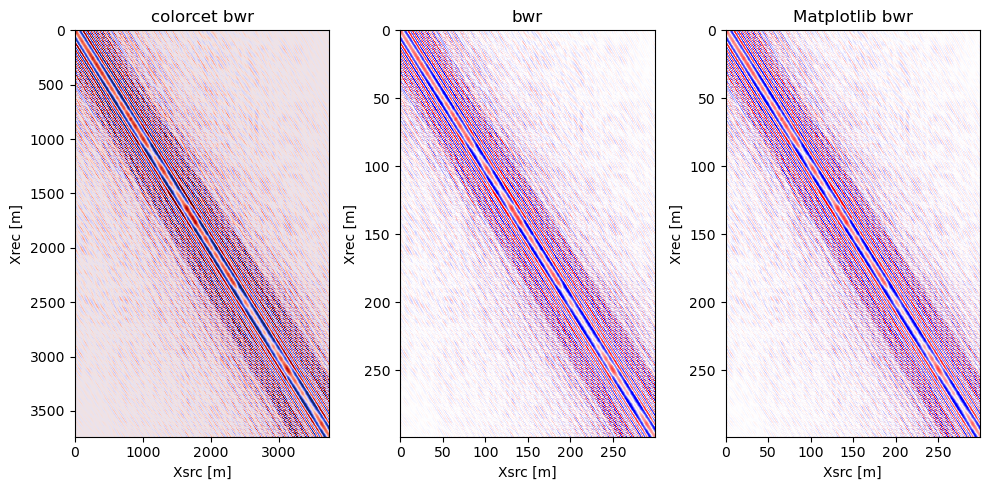 colorcet bwr
0
500
1000
1500
2000
2500
3000
3500
Xrec [m]
0 1000 2000 3000
Xsrc [m]
bwr
0
50
100
150
200
250
Xrec [m]
0 50 100 150 200 250
Xsrc [m]
Matplotlib bwr
0
50
100
150
200
250
Xrec [m]
0 50 100 150 200 250
Xsrc [m]